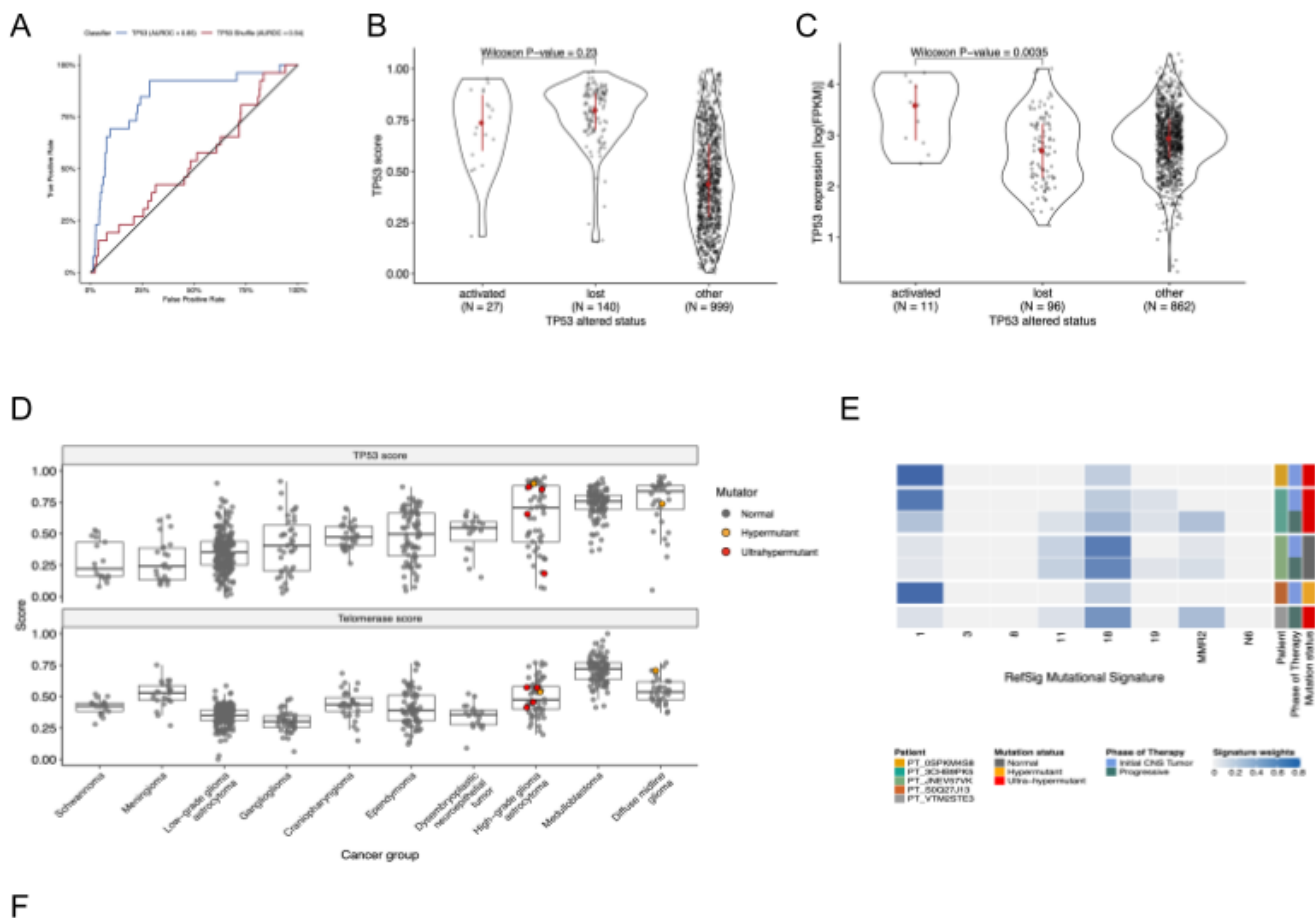 A
Classifier TP53 (AUROC = 0.85) TP53 Shuffle (AUROC = 0.54)
100%
75%
50%
25%
0%
True Positive Rate
0% 25% 50% 75% 100%
False Positive Rate
B
Wilcoxon P-value = 0.23
1.00
0.75
0.50
0.25
0.00
TP53 score
activated lost other
(N = 27) (N = 140) (N = 999)
TP53 altered status
C
Wilcoxon P-value = 0.0035
4
3
2
1
TP53 expression [log(FPKM)]
activated lost other
(N = 11) (N = 96) (N = 862)
TP53 altered status
D
TP53 score
1.00
0.75
0.50
0.25
0.00
Score
Telomerase score
1.00
0.75
0.50
0.25
0.00
Schwannoma
Meningioma
Low-grade glioma
astrocytoma
Ganglioglioma
Craniopharyngioma
Ependymoma
Dysembryoplastic
neuroepithelial
tumor
High-grade glioma
astrocytoma
Medulloblastoma
Diffuse midline
glioma
Cancer group
Mutator
Normal
Hypermutant
Ultrahypermutant
E
1 3 8 11 18 19 MMR2 N6 Patient Phase of Therapy Mutation status
RefSig Mutational Signature
Patient
PT_0SPKM4S8
PT_3CHB9PK5
PT_JNEV57VK
PT_S0Q27J13
PT_VTM2STE3
Mutation status
Normal
Hypermutant
Ultra-hypermutant
Phase of Therapy
Initial CNS Tumor
Progressive
Signature weights
0 0.2 0.4 0.6 0.8
F